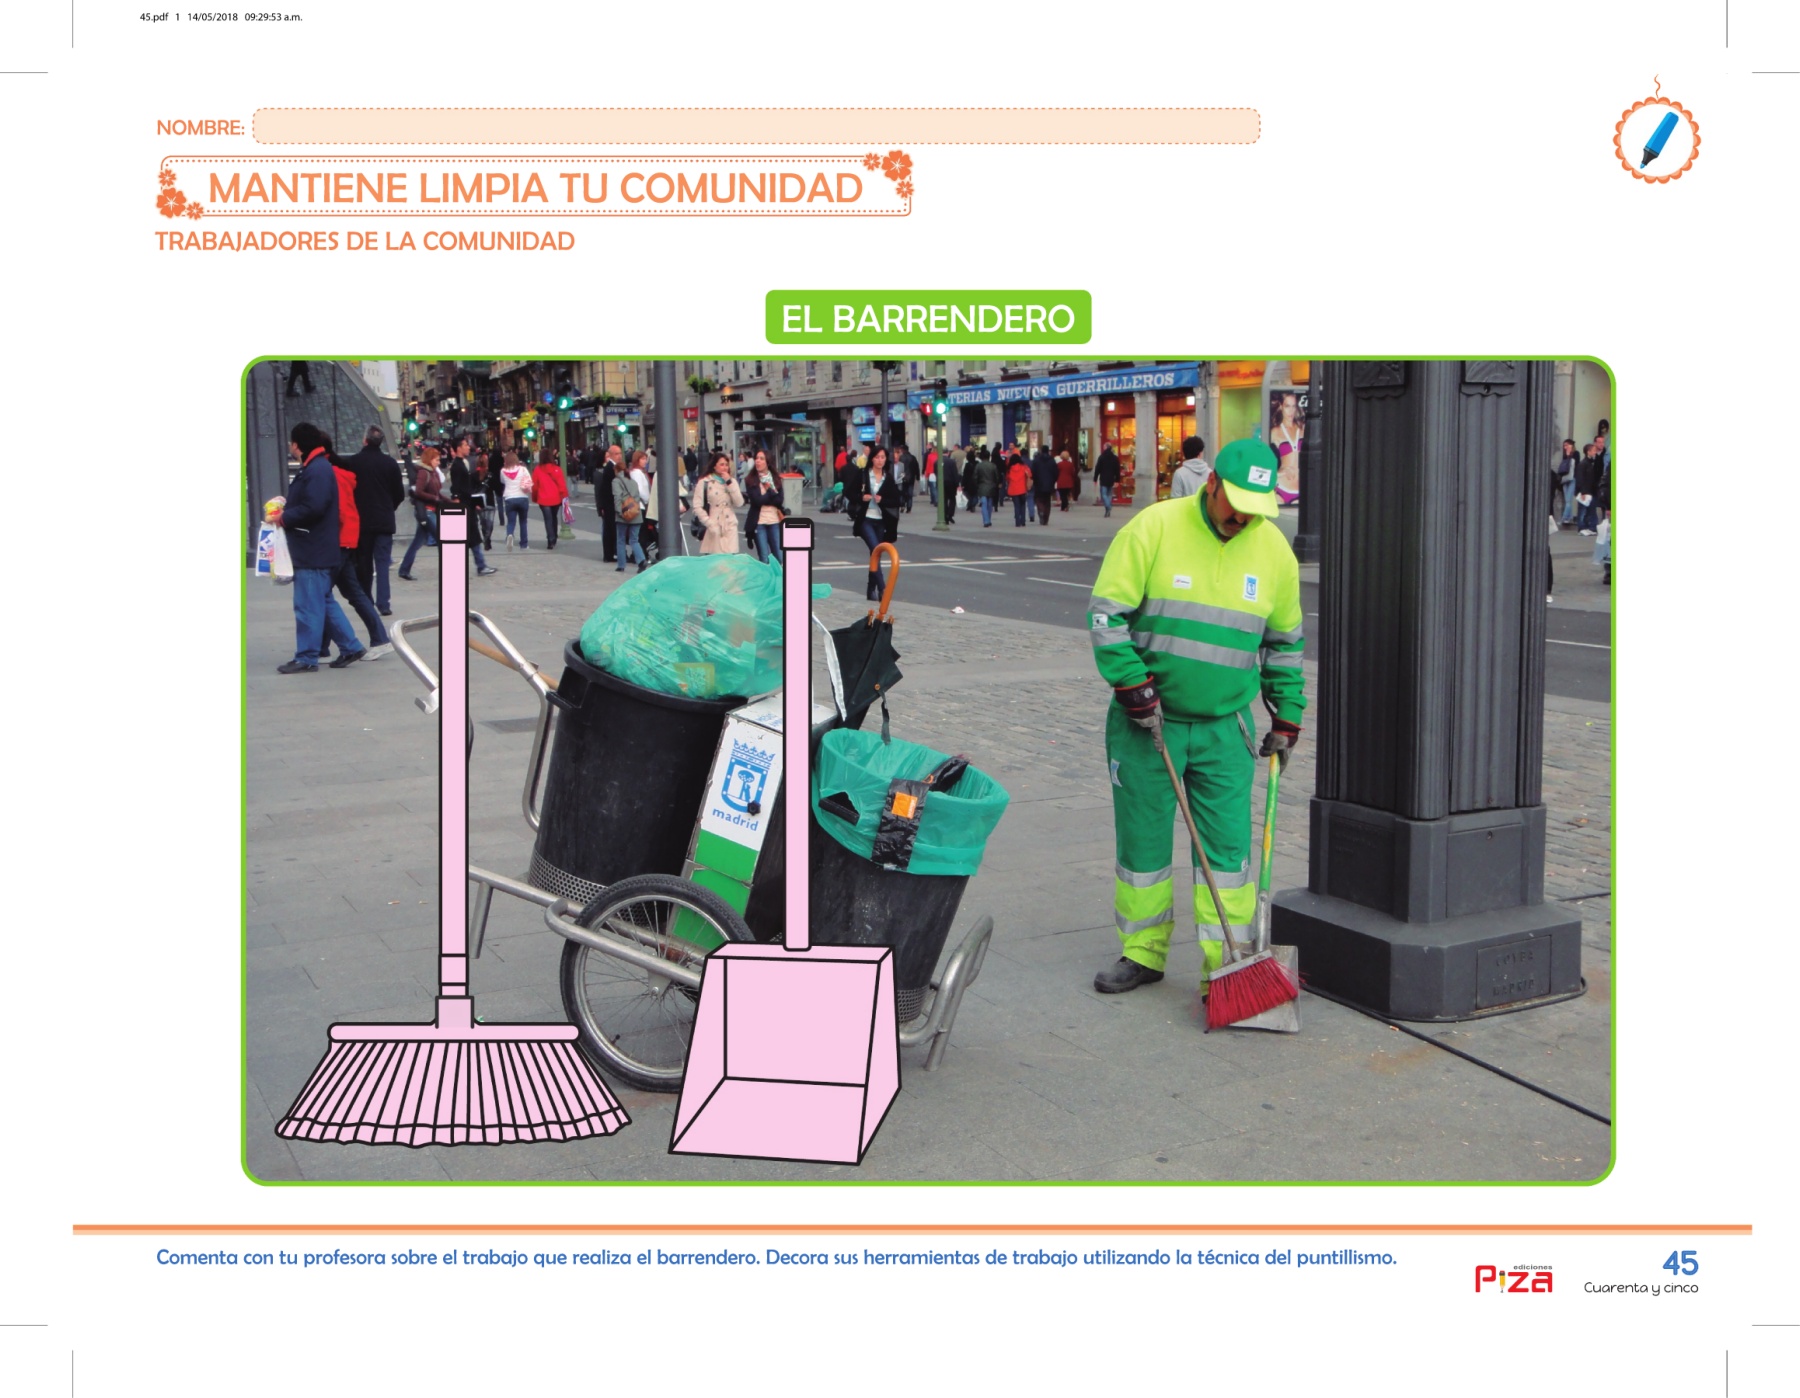 45.pdf 1 14/05/2018 09:29:53 a.m.
NOMBRE:
MANTIENE LIMPIA TU COMUNIDAD
TRABAJADORES DE LA COMUNIDAD
EL BARRENDERO
TERIAS NUEVOS GUERRILLEROS
madrid
Comenta con tu profesora sobre el trabajo que realiza el barrendero. Decora sus herramientas de trabajo utilizando la técnica del puntillismo.
ediciones
Piza
45
Cuarenta y cinco